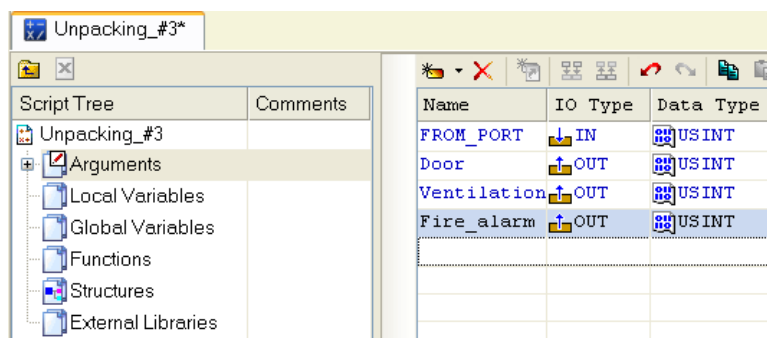 Unpacking_#3*
Script Tree Comments
Unpacking_#3
Arguments
Local Variables
Global Variables
Functions
Structures
External Libraries
Name IO Type Data Type
FROM_PORT IN USINT
Door OUT USINT
Ventilation OUT USINT
Fire_alarm OUT USINT